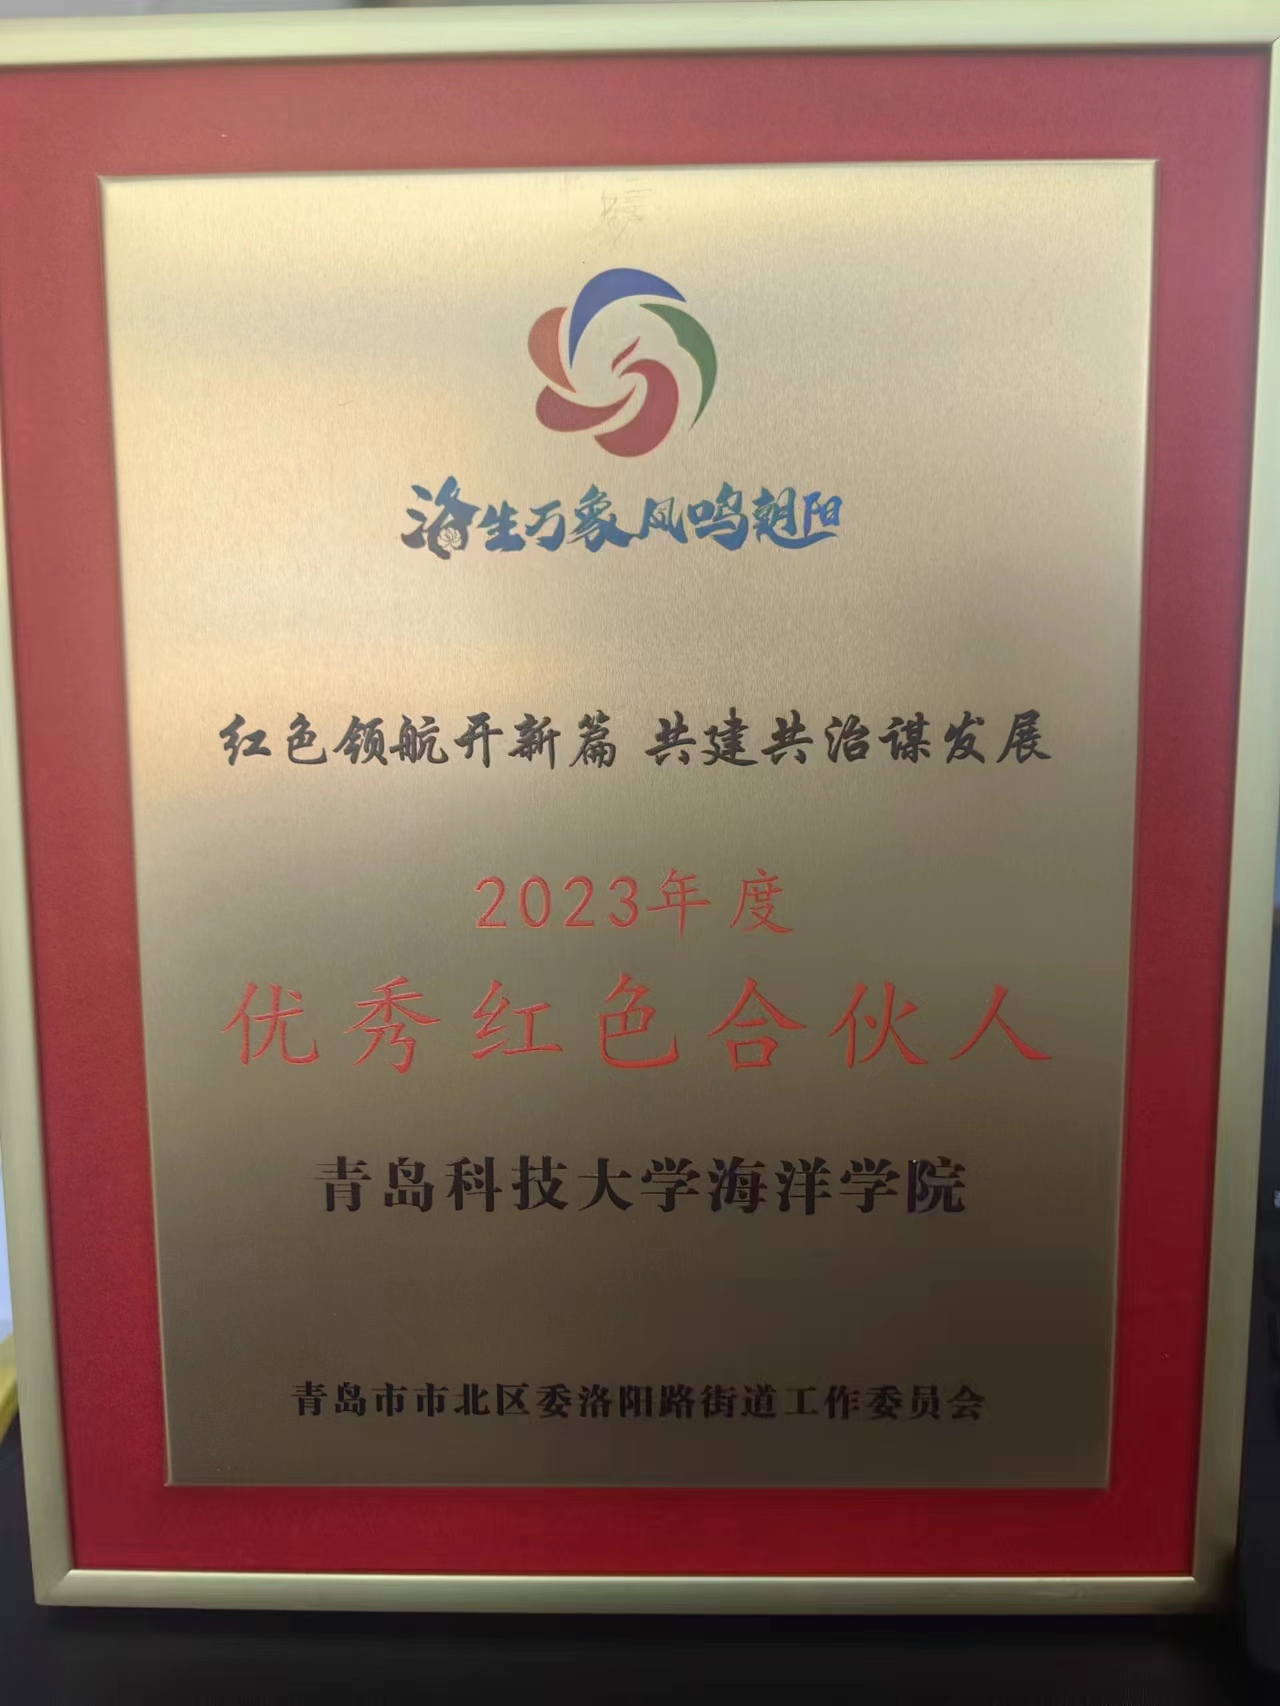 洛生万象 凤鸣朝阳
红色领航开新篇 共建共治谋发展
2023年度
优秀红色合伙人
青岛科技大学海洋学院
青岛市市北区委洛阳路街道工作委员会